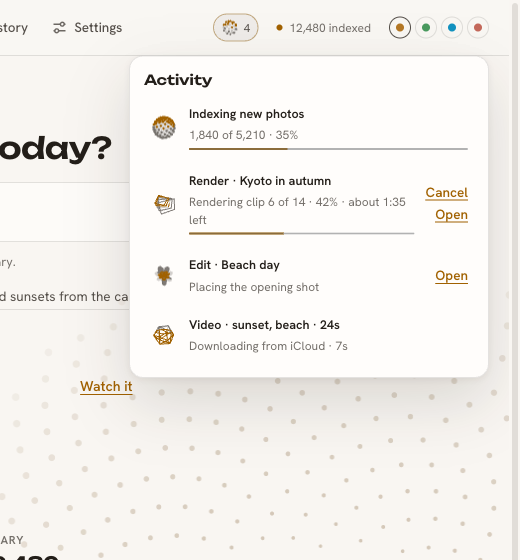 story
Settings
4
12,480 indexed
Activity
Indexing new photos
1,840 of 5,210 · 35%
Render · Kyoto in autumn
Rendering clip 6 of 14 · 42% · about 1:35
left
Cancel
Open
Edit · Beach day
Placing the opening shot
Open
Video · sunset, beach · 24s
Downloading from iCloud · 7s
oday?
ry.
d sunsets from the ca
Watch it
ARY